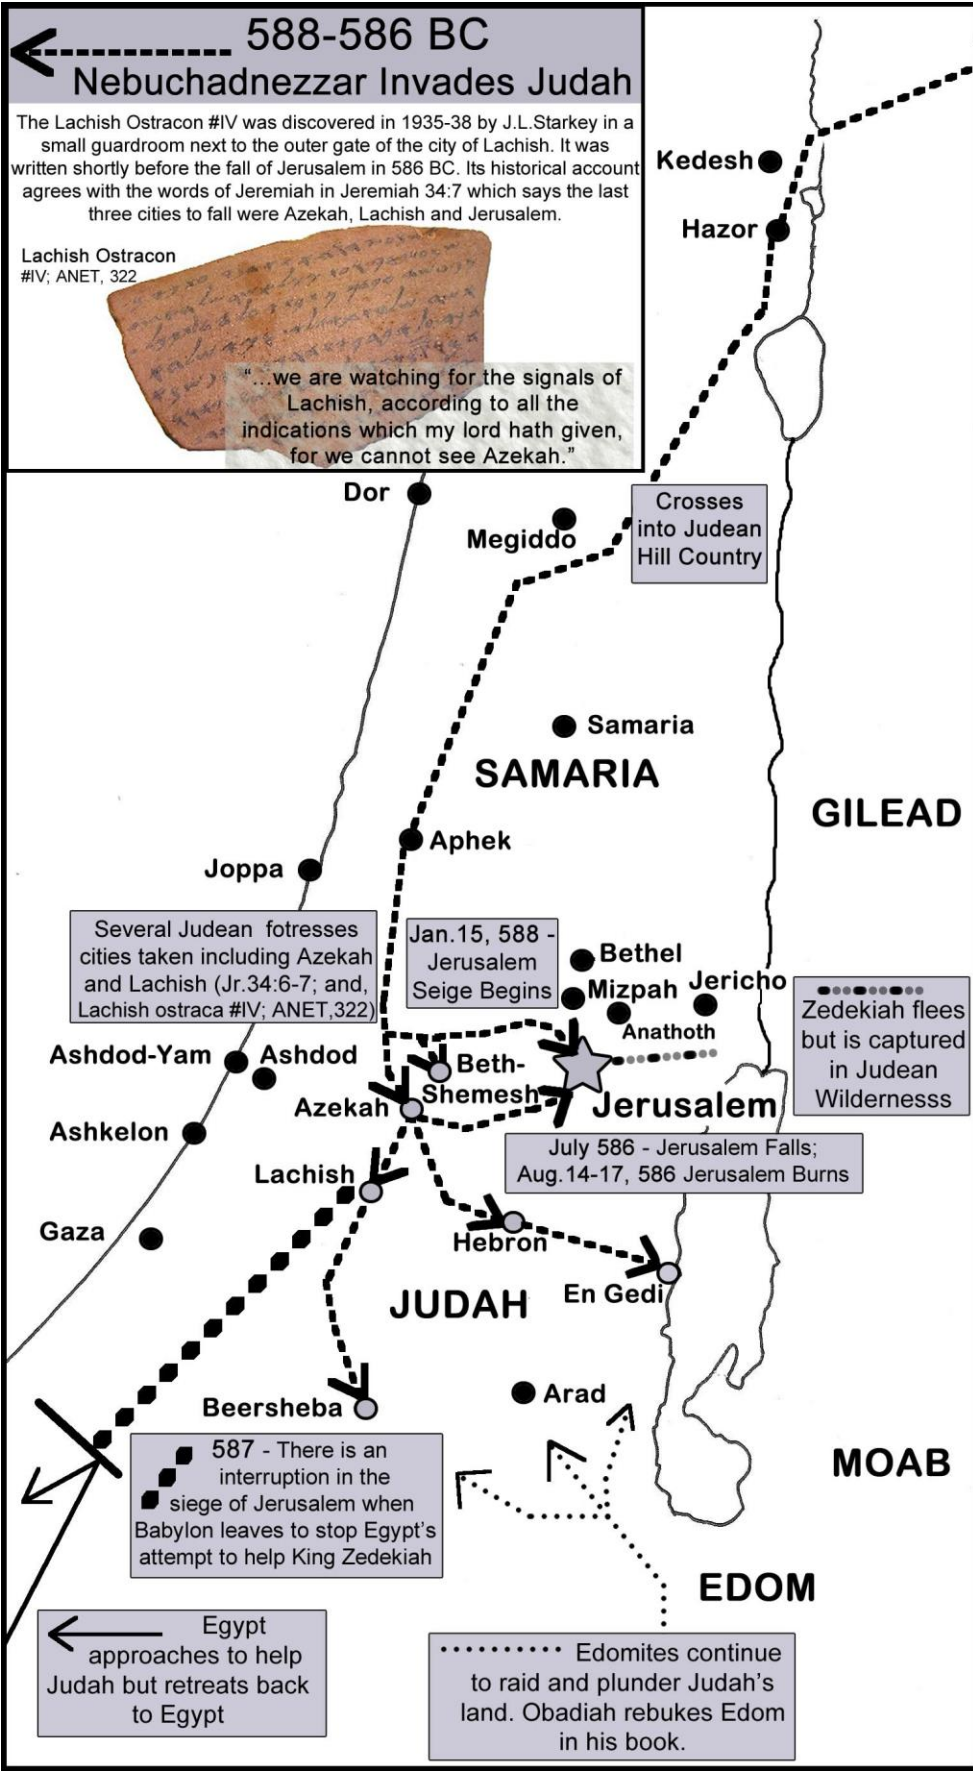 588-586 BC
Nebuchadnezzar Invades Judah
The Lachish Ostracon #IV was discovered in 1935-38 by J.L.Starkey in a
small guardroom next to the outer gate of the city of Lachish. It was
written shortly before the fall of Jerusalem in 586 BC. Its historical account
agrees with the words of Jeremiah in Jeremiah 34:7 which says the last
three cities to fall were Azekah, Lachish and Jerusalem.
Lachish Ostracon
#IV; ANET, 322
“...we are watching for the signals of
Lachish, according to all the
indications which my lord hath given,
for we cannot see Azekah.”
Kedesh
Hazor
Dor
Megiddo
Crosses
into Judean
Hill Country
Samaria
SAMARIA
GILEAD
Aphek
Joppa
Several Judean fotresses
cities taken including Azekah
and Lachish (Jr.34:6-7; and,
Lachish ostraca #IV; ANET,322)
Jan.15, 588 -
Jerusalem
Seige Begins
Bethel
Mizpah
Jericho
Anathoth
Zedekiah flees
but is captured
in Judean
Wildernesss
Ashdod-Yam
Ashdod
Beth-
Shemesh
Azekah
Jerusalem
Ashkelon
July 586 - Jerusalem Falls;
Aug.14-17, 586 Jerusalem Burns
Lachish
Gaza
Hebron
En Gedi
JUDAH
Beersheba
Arad
MOAB
587 - There is an
interruption in the
siege of Jerusalem when
Babylon leaves to stop Egypt’s
attempt to help King Zedekiah
EDOM
Egypt
approaches to help
Judah but retreats back
to Egypt
Edomites continue
to raid and plunder Judah’s
land. Obadiah rebukes Edom
in his book.